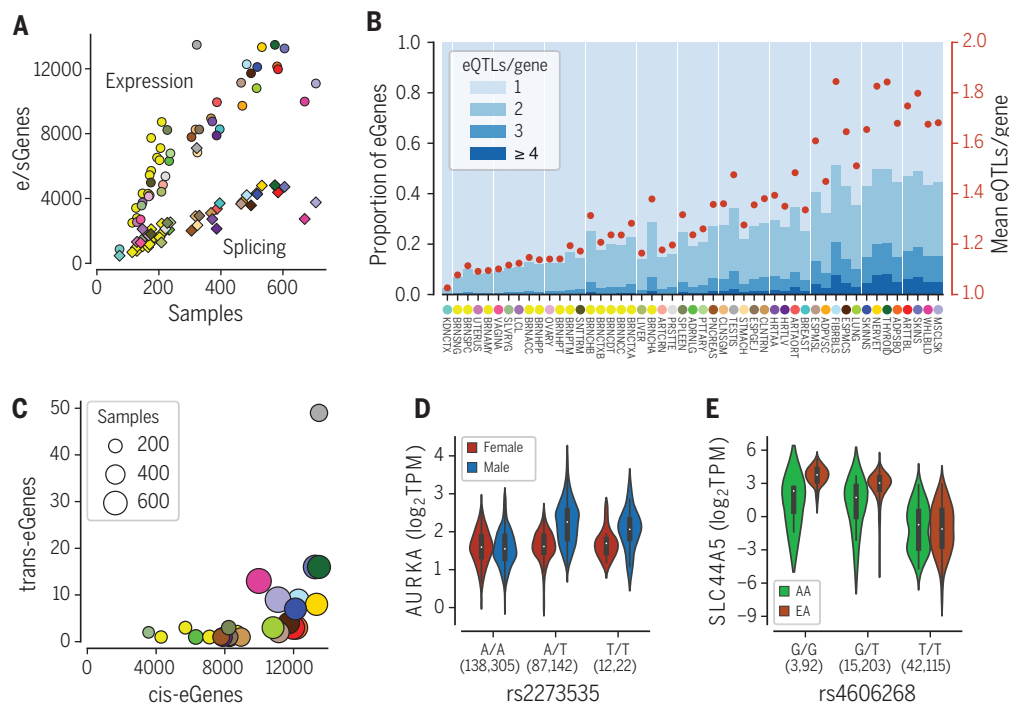 A
e/sGenes
12000
8000
4000
0
Expression
Splicing
0
200
400
600
Samples
B
Proportion of eGenes
1.0
0.8
0.6
0.4
0.2
0.0
eQTLs/gene
1
2
3
≥ 4
2.0
1.8
1.6
1.4
1.2
1.0
Mean eQTLs/gene
KDNCTX
BRNSNG
BRNSPC
UTERUS
BRNAMY
VAGINA
SLVRYG
LCL
BRNACC
BRNHPP
OVARY
BRNHPT
BRNPTM
SNTTRM
BRNCHB
BRNCTXB
BRNCDT
BRNNCC
BRNCTXA
LIVER
BRNCHA
ARTCRN
PRSTTE
SPLEEN
ADRNLG
PTTARY
PNCREAS
CLNSGM
TESTIS
STMACH
ESPGEJ
CLNTRN
HRTAA
HRTLV
ARTAORT
BREAST
ESPMSL
ADPVSC
FIBRBLS
ESPMCS
LUNG
SKINNS
NERVET
THYROID
ADPSBQ
ARTTBL
SKINS
WHLBLD
MSCLSK
C
trans-eGenes
50
40
30
20
10
0
Samples
200
400
600
0
4000
8000
12000
cis-eGenes
D
AURKA (log₂TPM)
4
3
2
1
0
Female
Male
A/A A/T T/T
(138,305) (87,142) (12,22)
rs2273535
E
SLC44A5 (log₂TPM)
6
3
0
−3
−6
−9
AA
EA
G/G G/T T/T
(3,92) (15,203) (42,115)
rs4606268